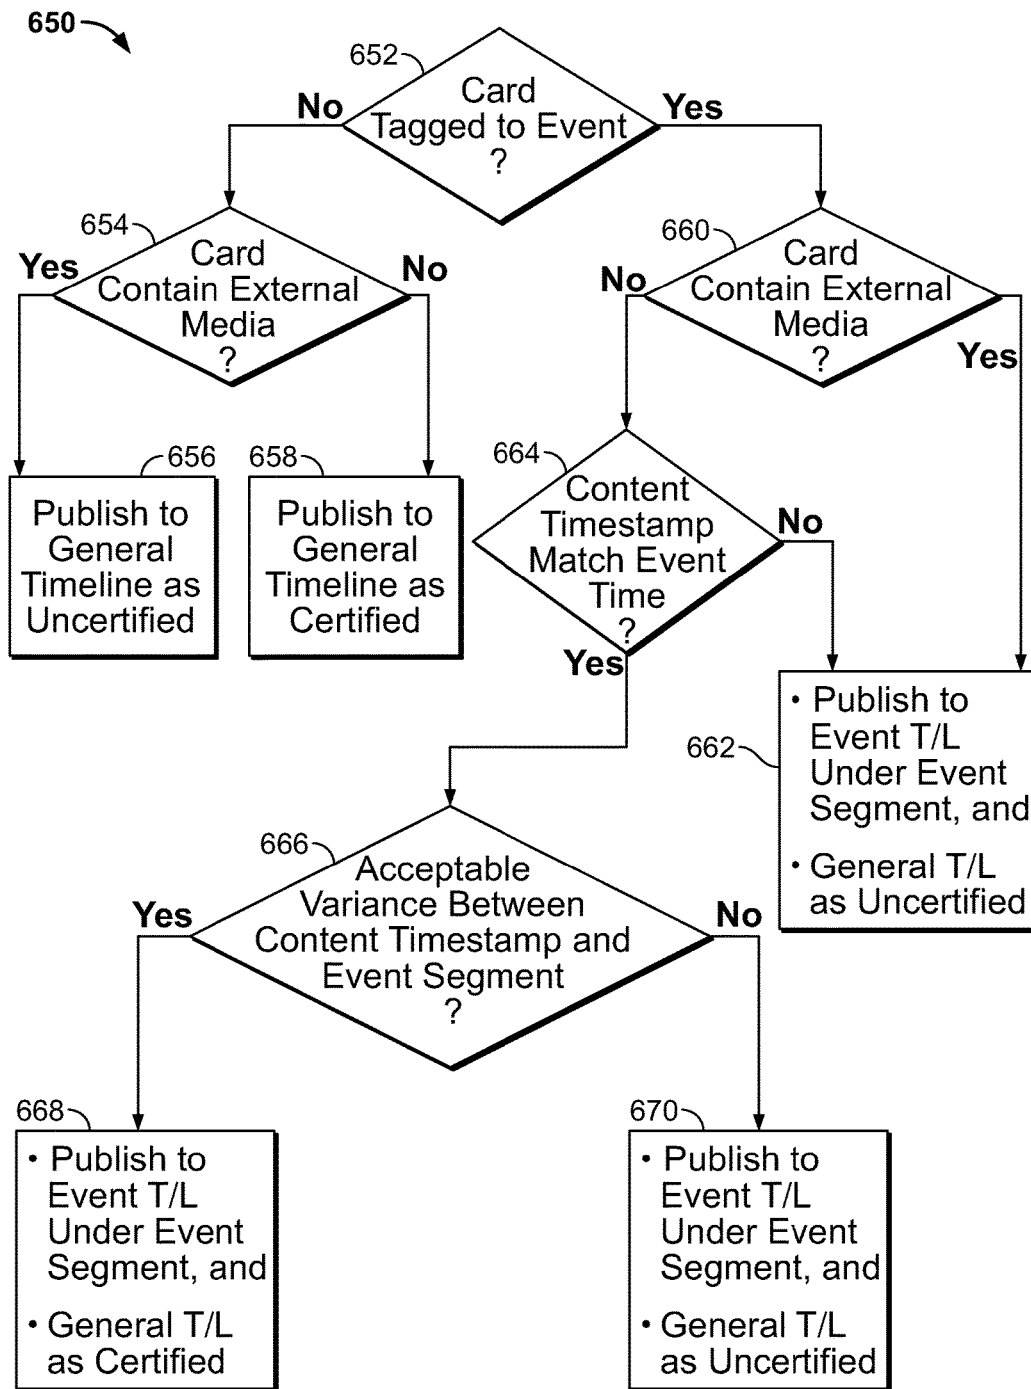 650
652
Card
Tagged to Event
?
No
Yes
654
Card
Contain External
Media
?
Yes
No
660
Card
Contain External
Media
?
No
Yes
656
Publish to
General
Timeline as
Uncertified
658
Publish to
General
Timeline as
Certified
664
Content
Timestamp
Match Event
Time
?
No
Yes
662
• Publish to
Event T/L
Under Event
Segment, and
• General T/L
as Uncertified
666
Acceptable
Variance Between
Content Timestamp and
Event Segment
?
Yes
No
668
• Publish to
Event T/L
Under Event
Segment, and
• General T/L
as Certified
670
• Publish to
Event T/L
Under Event
Segment, and
• General T/L
as Uncertified